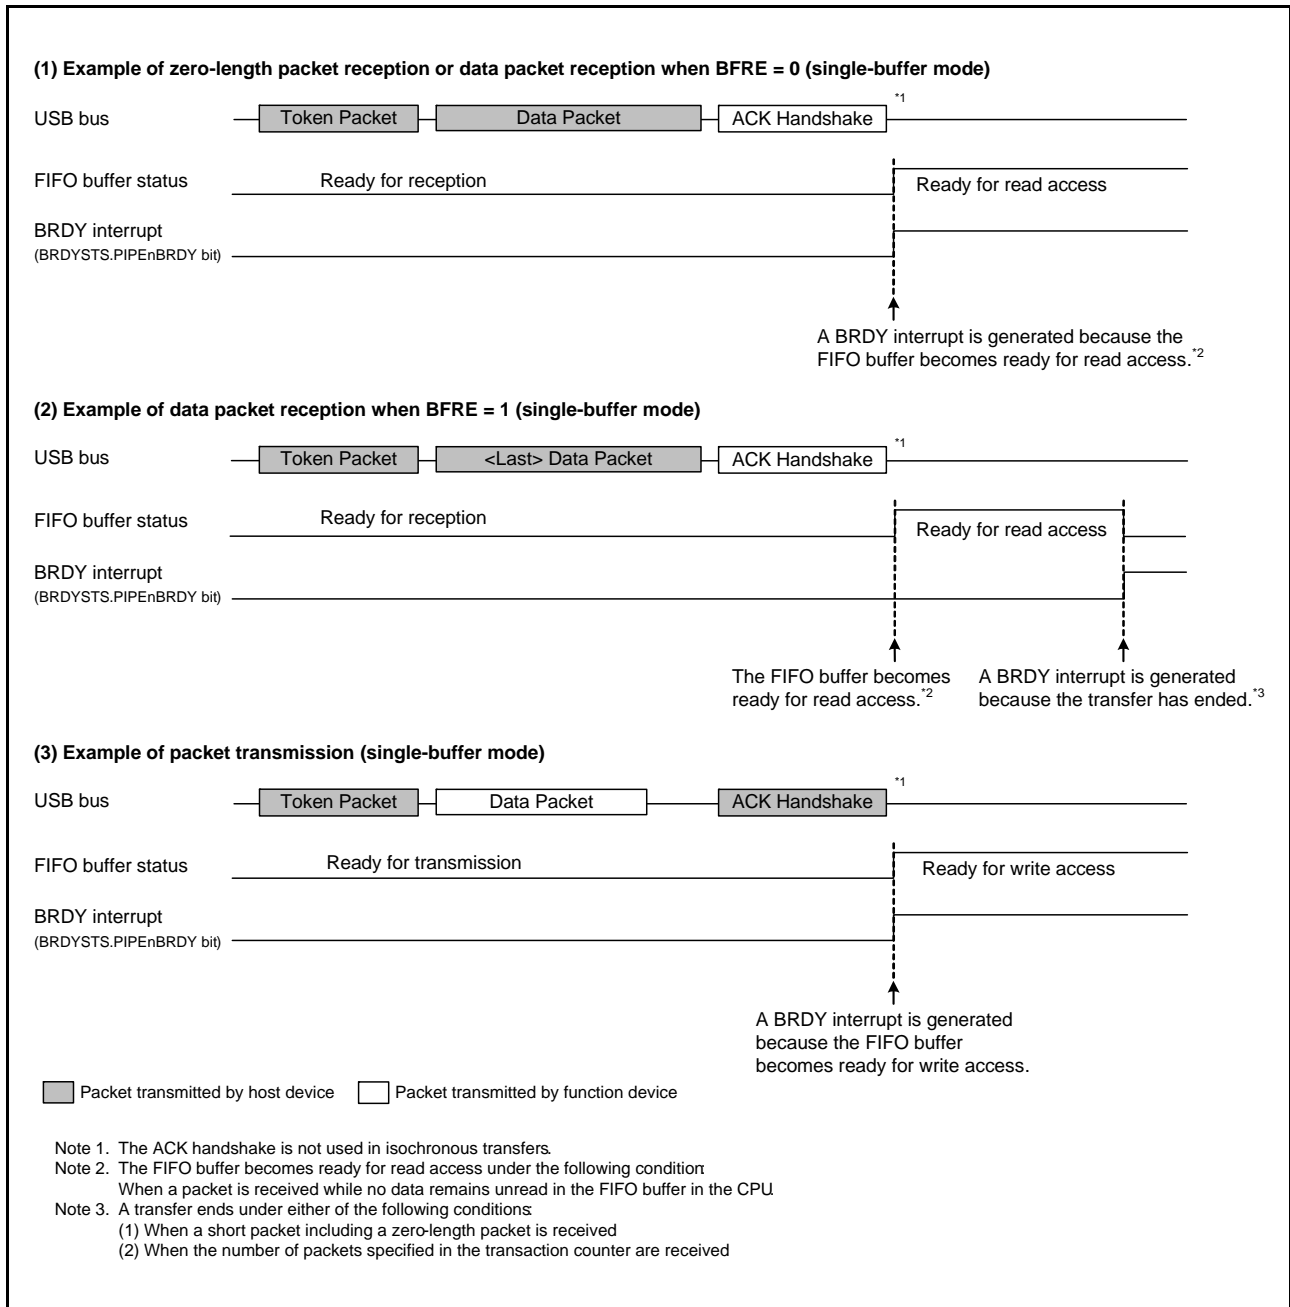 (1) Example of zero-length packet reception or data packet reception when BFRE = 0 (single-buffer mode)
USB bus
Token Packet
Data Packet
ACK Handshake
*1
FIFO buffer status
Ready for reception
Ready for read access
BRDY interrupt
(BRDYSTS.PIPEnBRDY bit)
A BRDY interrupt is generated because the
FIFO buffer becomes ready for read access.*2
(2) Example of data packet reception when BFRE = 1 (single-buffer mode)
USB bus
Token Packet
<Last> Data Packet
ACK Handshake
*1
FIFO buffer status
Ready for reception
Ready for read access
BRDY interrupt
(BRDYSTS.PIPEnBRDY bit)
The FIFO buffer becomes
ready for read access.*2
A BRDY interrupt is generated
because the transfer has ended.*3
(3) Example of packet transmission (single-buffer mode)
USB bus
Token Packet
Data Packet
ACK Handshake
*1
FIFO buffer status
Ready for transmission
Ready for write access
BRDY interrupt
(BRDYSTS.PIPEnBRDY bit)
A BRDY interrupt is generated
because the FIFO buffer
becomes ready for write access.
Packet transmitted by host device
Packet transmitted by function device
Note 1. The ACK handshake is not used in isochronous transfers.
Note 2. The FIFO buffer becomes ready for read access under the following condition:
When a packet is received while no data remains unread in the FIFO buffer in the CPU.
Note 3. A transfer ends under either of the following conditions:
(1) When a short packet including a zero-length packet is received
(2) When the number of packets specified in the transaction counter are received